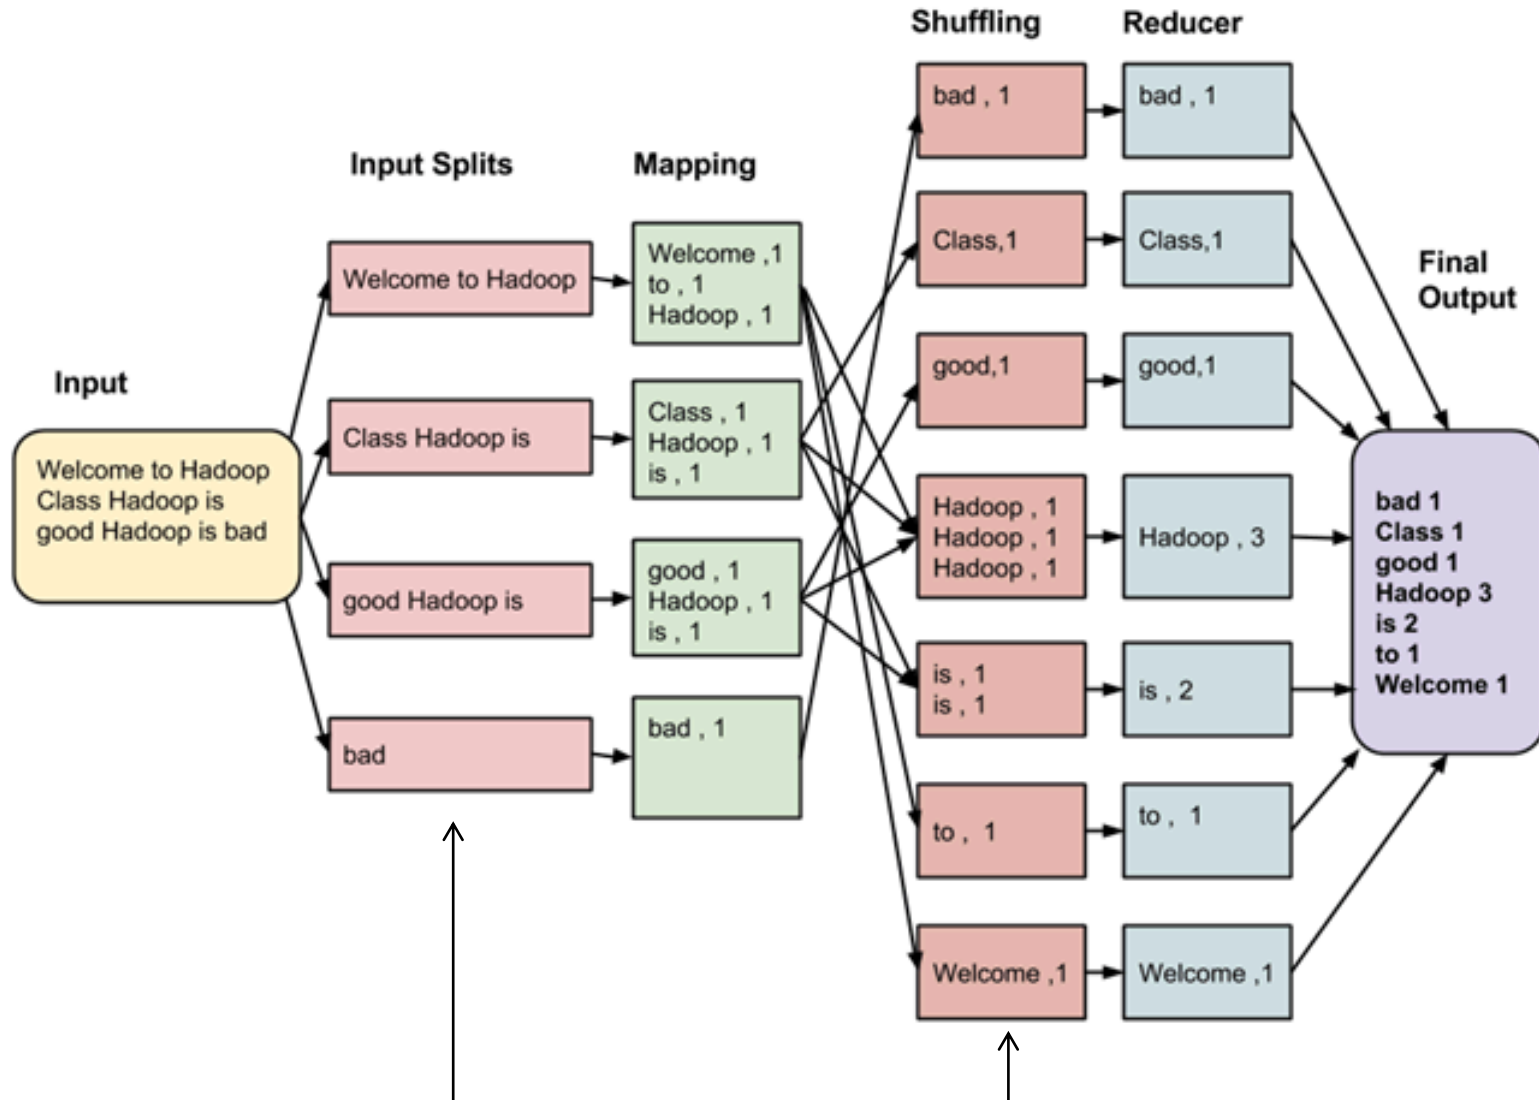 Input
Welcome to Hadoop
Class Hadoop is
good Hadoop is bad
Input Splits
Welcome to Hadoop
Class Hadoop is
good Hadoop is
bad
Mapping
Welcome ,1
to , 1
Hadoop , 1
Class , 1
Hadoop , 1
is , 1
good , 1
Hadoop , 1
is , 1
bad , 1
Shuffling
bad , 1
Class,1
good,1
Hadoop , 1
Hadoop , 1
Hadoop , 1
is , 1
is , 1
to , 1
Welcome ,1
Reducer
bad , 1
Class,1
good,1
Hadoop , 3
is , 2
to , 1
Welcome ,1
Final
Output
bad 1
Class 1
good 1
Hadoop 3
is 2
to 1
Welcome 1